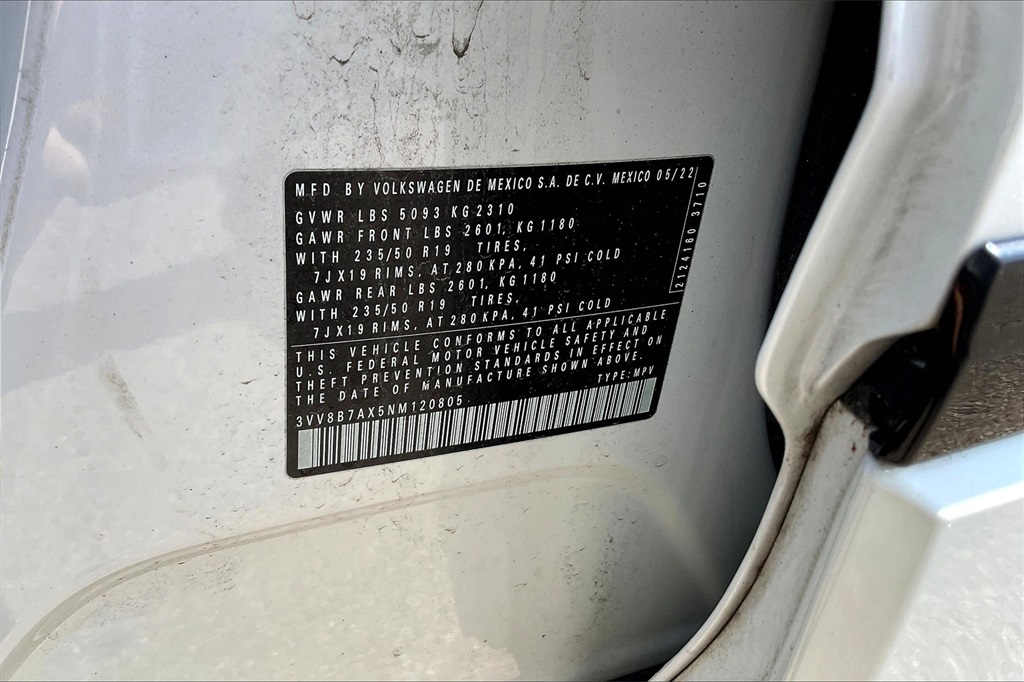 MFD BY VOLKSWAGEN DE MEXICO S.A. DE C.V. MEXICO 05/22
GVWR LBS 5093 KG 2310
GAWR FRONT LBS 2601, KG 1180
WITH 235/50 R19 TIRES,
7JX19 RIMS, AT 280 KPA, 41 PSI COLD
GAWR REAR LBS 2601, KG 1180
WITH 235/50 R19 TIRES,
7JX19 RIMS, AT 280 KPA, 41 PSI COLD
2124160 3710
THIS VEHICLE CONFORMS TO ALL APPLICABLE
U.S. FEDERAL MOTOR VEHICLE SAFETY AND
THEFT PREVENTION STANDARDS IN EFFECT ON
THE DATE OF MANUFACTURE SHOWN ABOVE.
3VV8B7AX5NM120805 TYPE: MPV